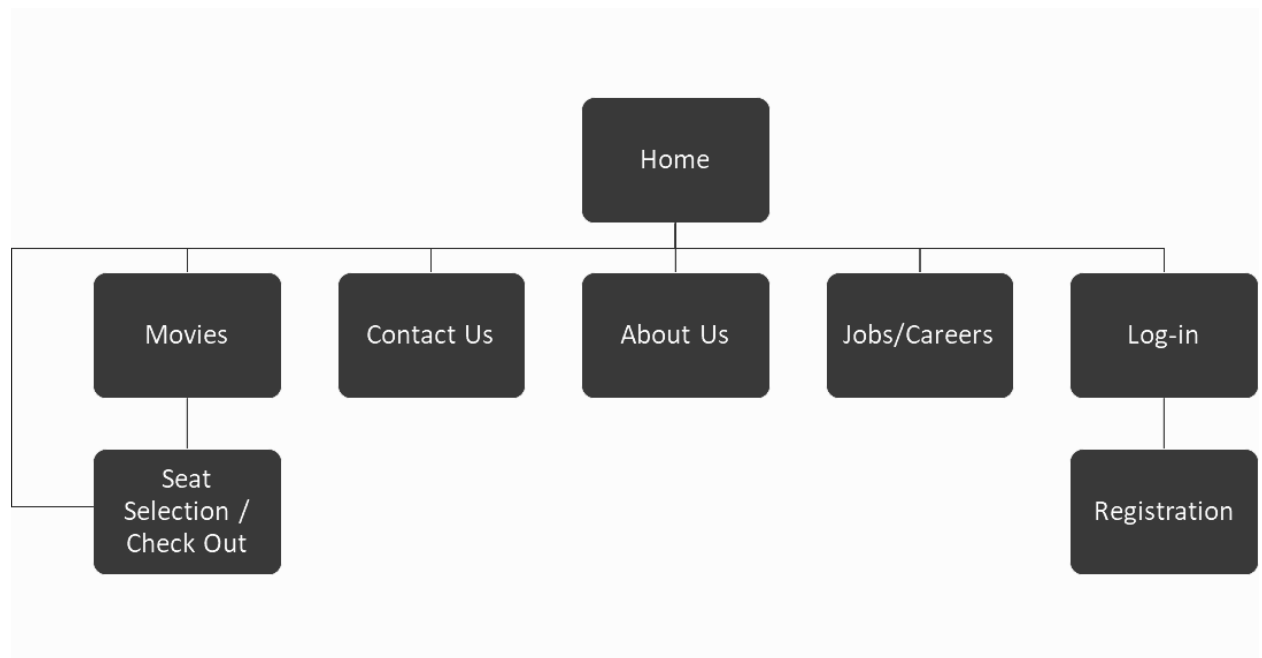 Home
Movies
Contact Us
About Us
Jobs/Careers
Log-in
Seat
Selection /
Check Out
Registration